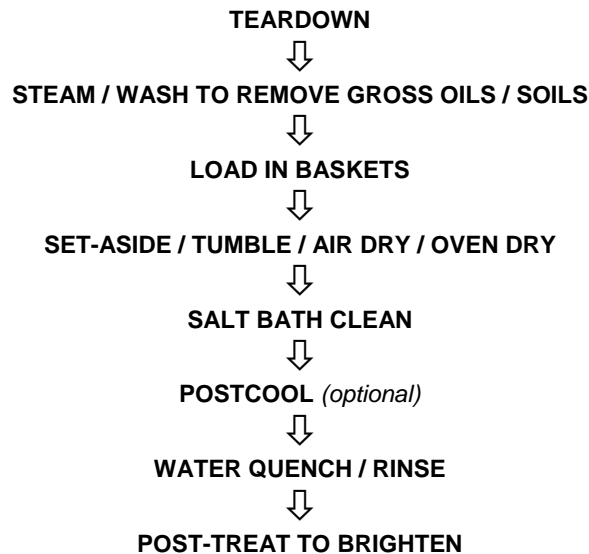 TEARDOWN
STEAM / WASH TO REMOVE GROSS OILS / SOILS
LOAD IN BASKETS
SET-ASIDE / TUMBLE / AIR DRY / OVEN DRY
SALT BATH CLEAN
POSTCOOL (optional)
WATER QUENCH / RINSE
POST-TREAT TO BRIGHTEN